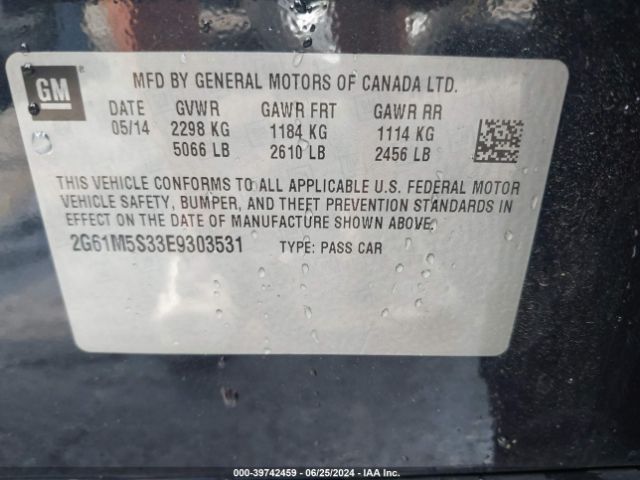 GM ®
MFD BY GENERAL MOTORS OF CANADA LTD.
DATE GVWR GAWR FRT GAWR RR
05/14 2298 KG 1184 KG 1114 KG
5066 LB 2610 LB 2456 LB
THIS VEHICLE CONFORMS TO ALL APPLICABLE U.S. FEDERAL MOTOR
VEHICLE SAFETY, BUMPER, AND THEFT PREVENTION STANDARDS IN
EFFECT ON THE DATE OF MANUFACTURE SHOWN ABOVE.
2G61M5S33E9303531 TYPE: PASS CAR
000-39742459 - 06/25/2024 - IAA Inc.